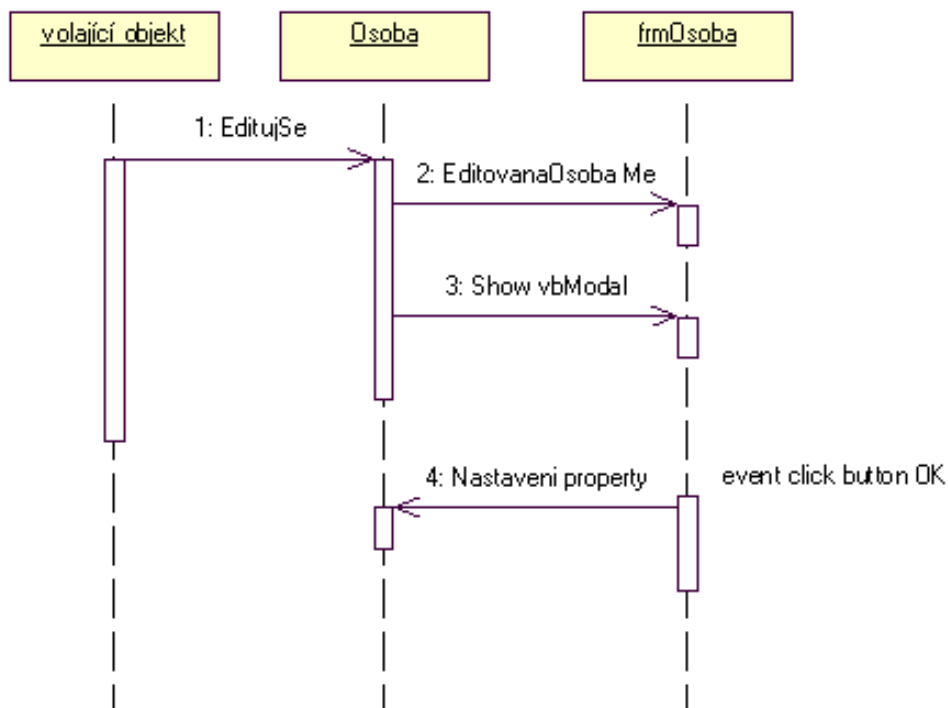 volající objekt
Osoba
frmOsoba
1: EditujSe
2: EditovanaOsoba Me
3: Show vbModal
4: Nastaveni property
event click button OK